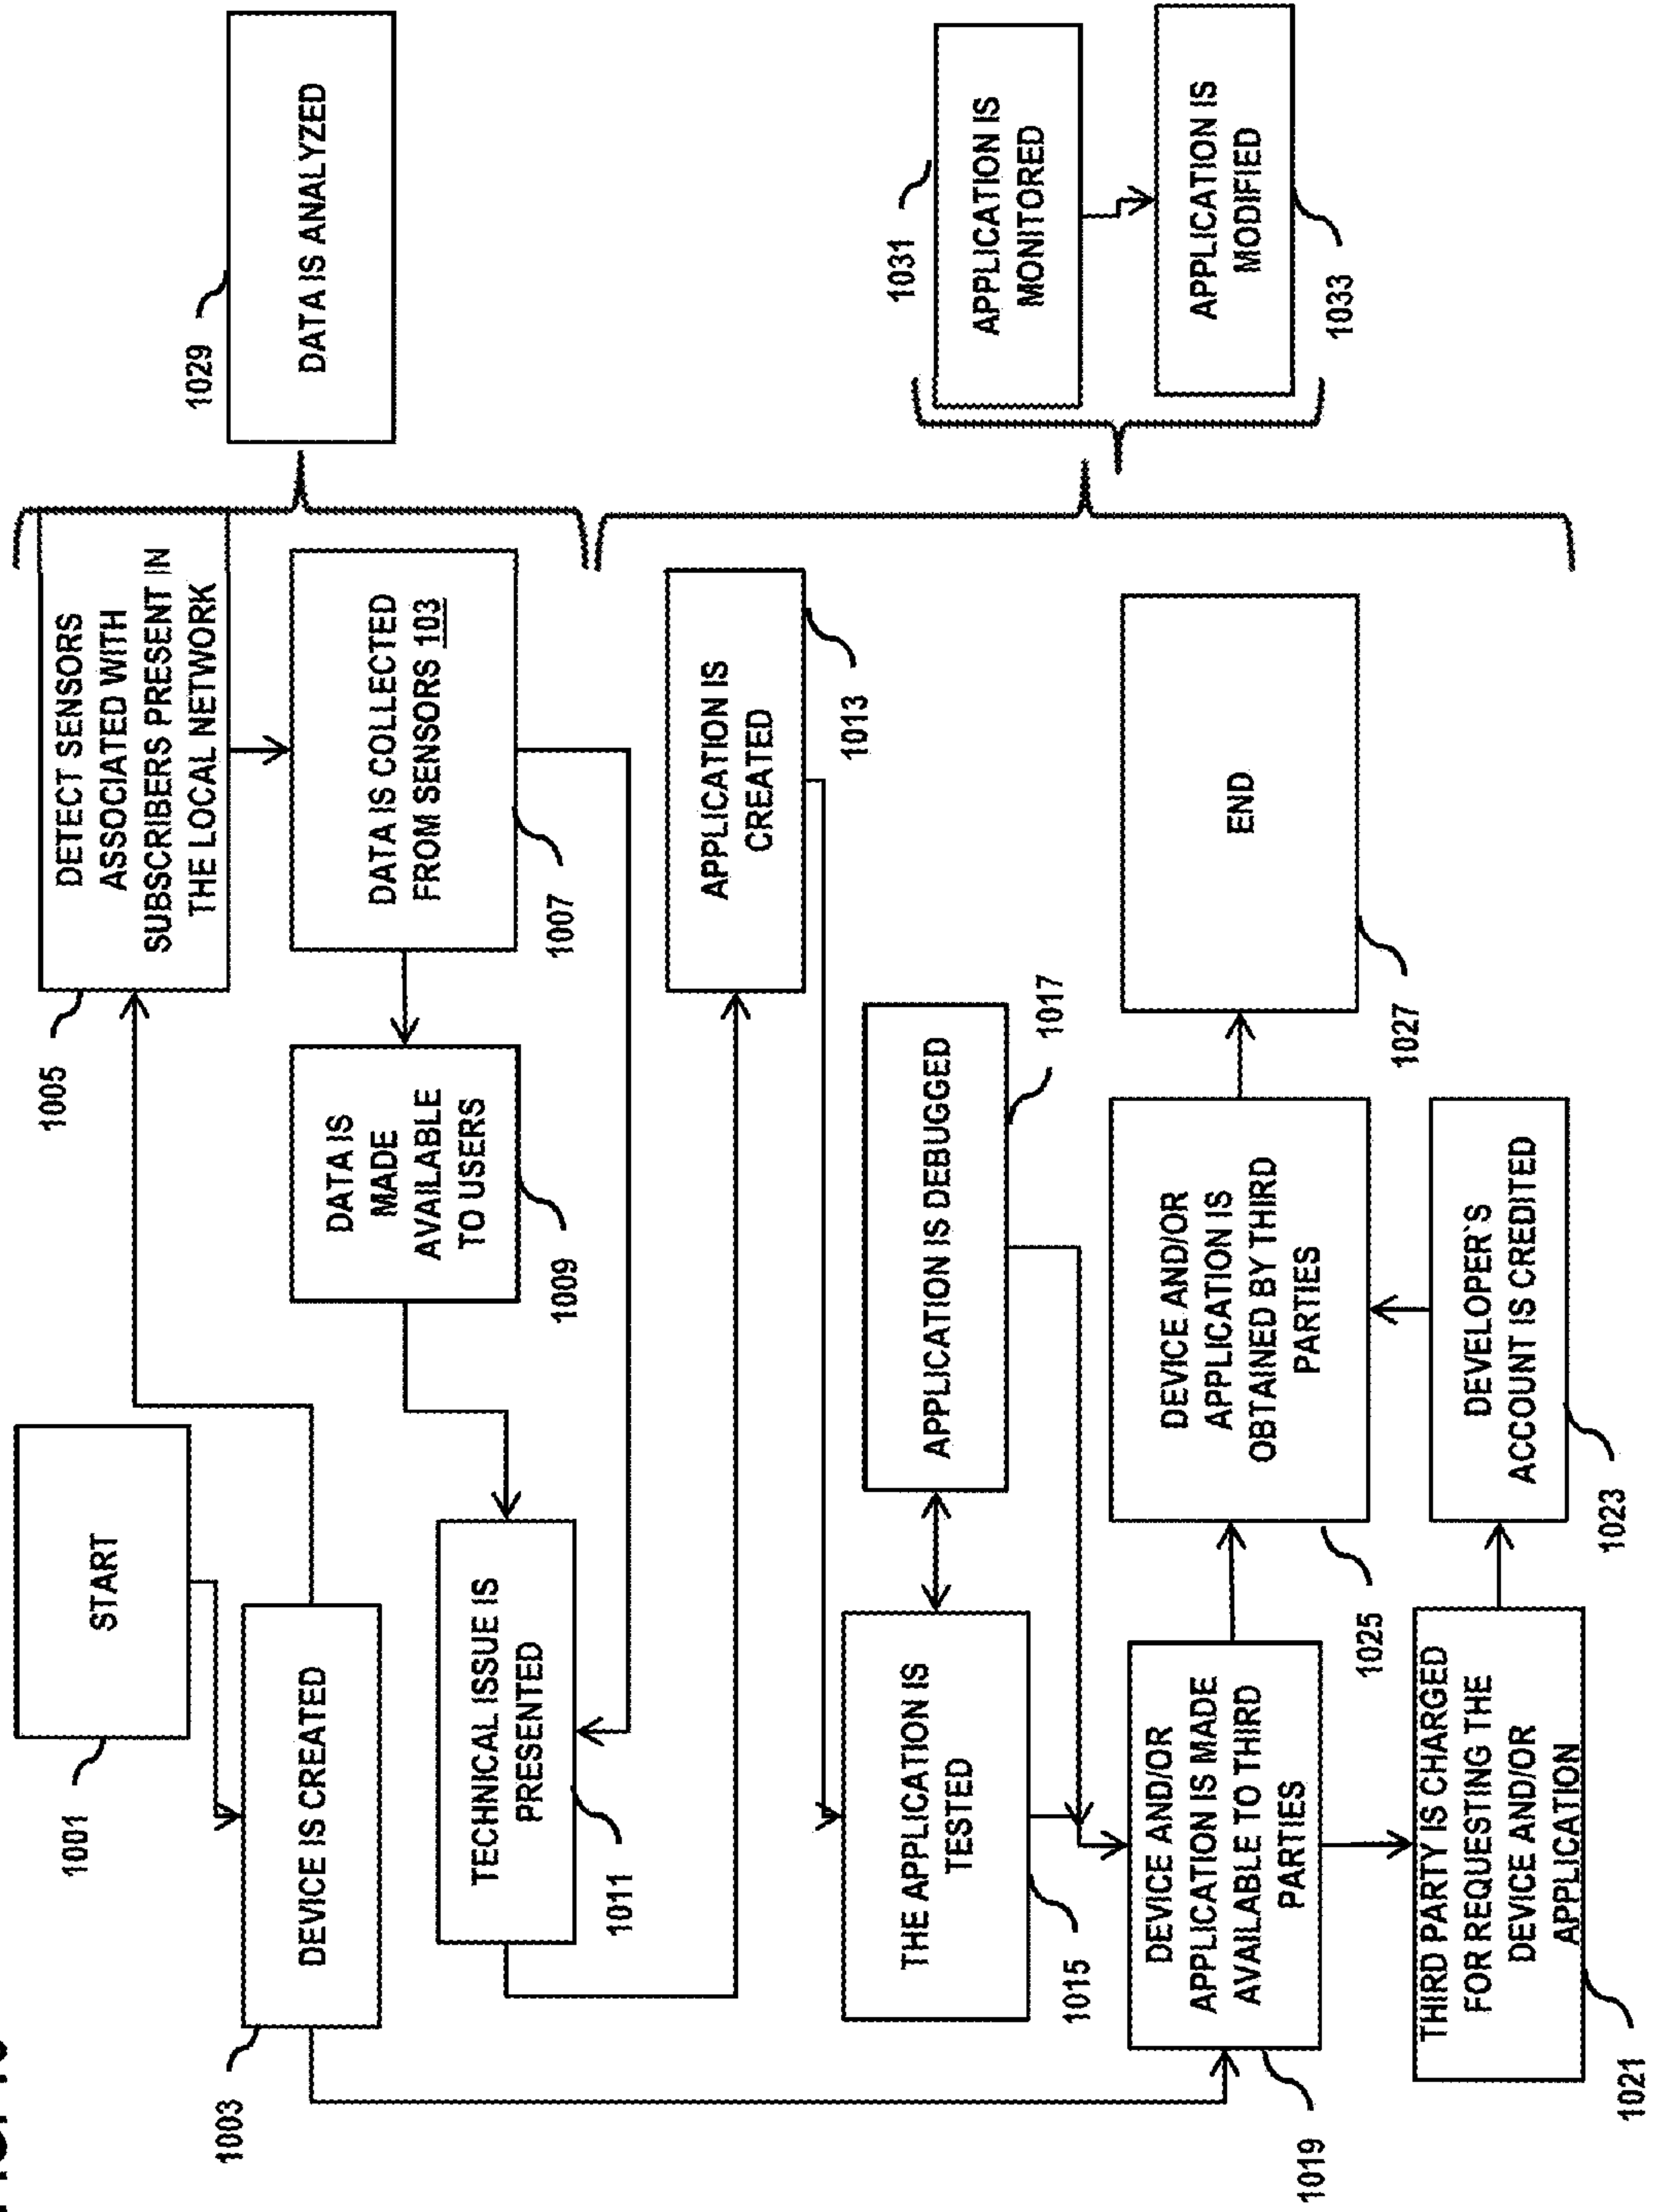 START
1001
DEVICE IS CREATED
1003
DETECT SENSORS
ASSOCIATED WITH
SUBSCRIBERS PRESENT IN
THE LOCAL NETWORK
1005
DATA IS COLLECTED
FROM SENSORS 103
1007
DATA IS
MADE
AVAILABLE
TO USERS
1009
TECHNICAL ISSUE IS
PRESENTED
1011
APPLICATION IS
CREATED
1013
THE APPLICATION IS
TESTED
1015
APPLICATION IS DEBUGGED
1017
DEVICE AND/OR
APPLICATION IS MADE
AVAILABLE TO THIRD
PARTIES
1019
THIRD PARTY IS CHARGED
FOR REQUESTING THE
DEVICE AND/OR
APPLICATION
1021
DEVELOPER`S
ACCOUNT IS CREDITED
1023
DEVICE AND/OR
APPLICATION IS
OBTAINED BY THIRD
PARTIES
1025
END
1027
1029
DATA IS ANALYZED
1031
APPLICATION IS
MONITORED
APPLICATION IS
MODIFIED
1033